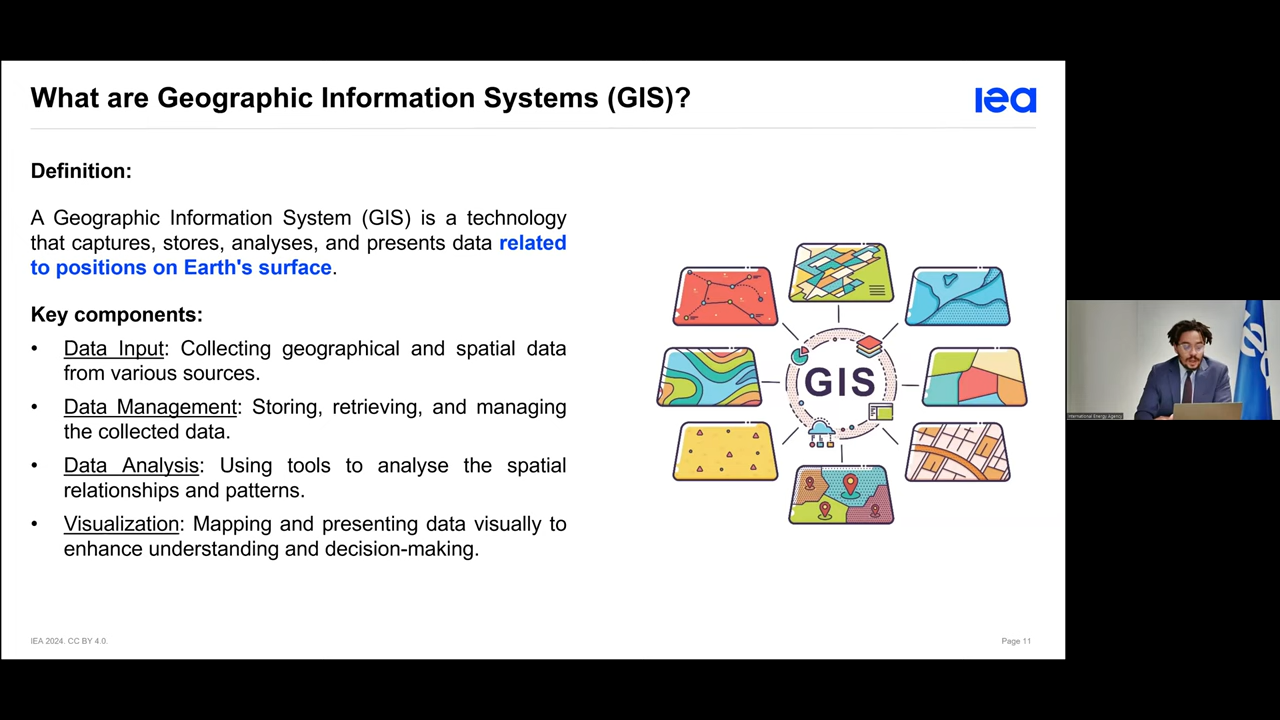 What are Geographic Information Systems (GIS)?
iea
Definition:
A Geographic Information System (GIS) is a technology
that captures, stores, analyses, and presents data related
to positions on Earth's surface.
Key components:
• Data Input: Collecting geographical and spatial data
from various sources.
• Data Management: Storing, retrieving, and managing
the collected data.
• Data Analysis: Using tools to analyse the spatial
relationships and patterns.
• Visualization: Mapping and presenting data visually to
enhance understanding and decision-making.
GIS
IEA 2024. CC BY 4.0.
Page 11
International Energy Agency